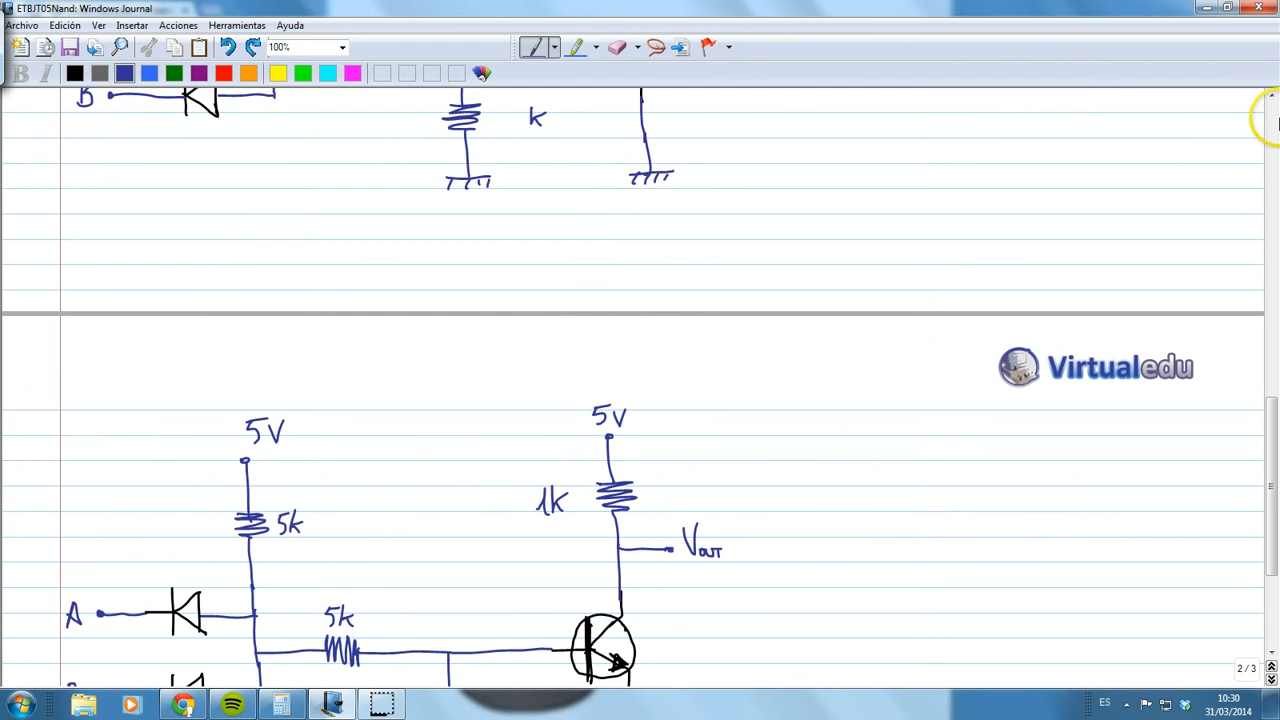 ETBJT05Nand: Windows Journal
Archivo Edición Ver Insertar Acciones Herramientas Ayuda
100%
B I
B
k
Virtualedu
5V
5V
1k
5k
VOUT
A
5k
2/3
ES
10:30
31/03/2014